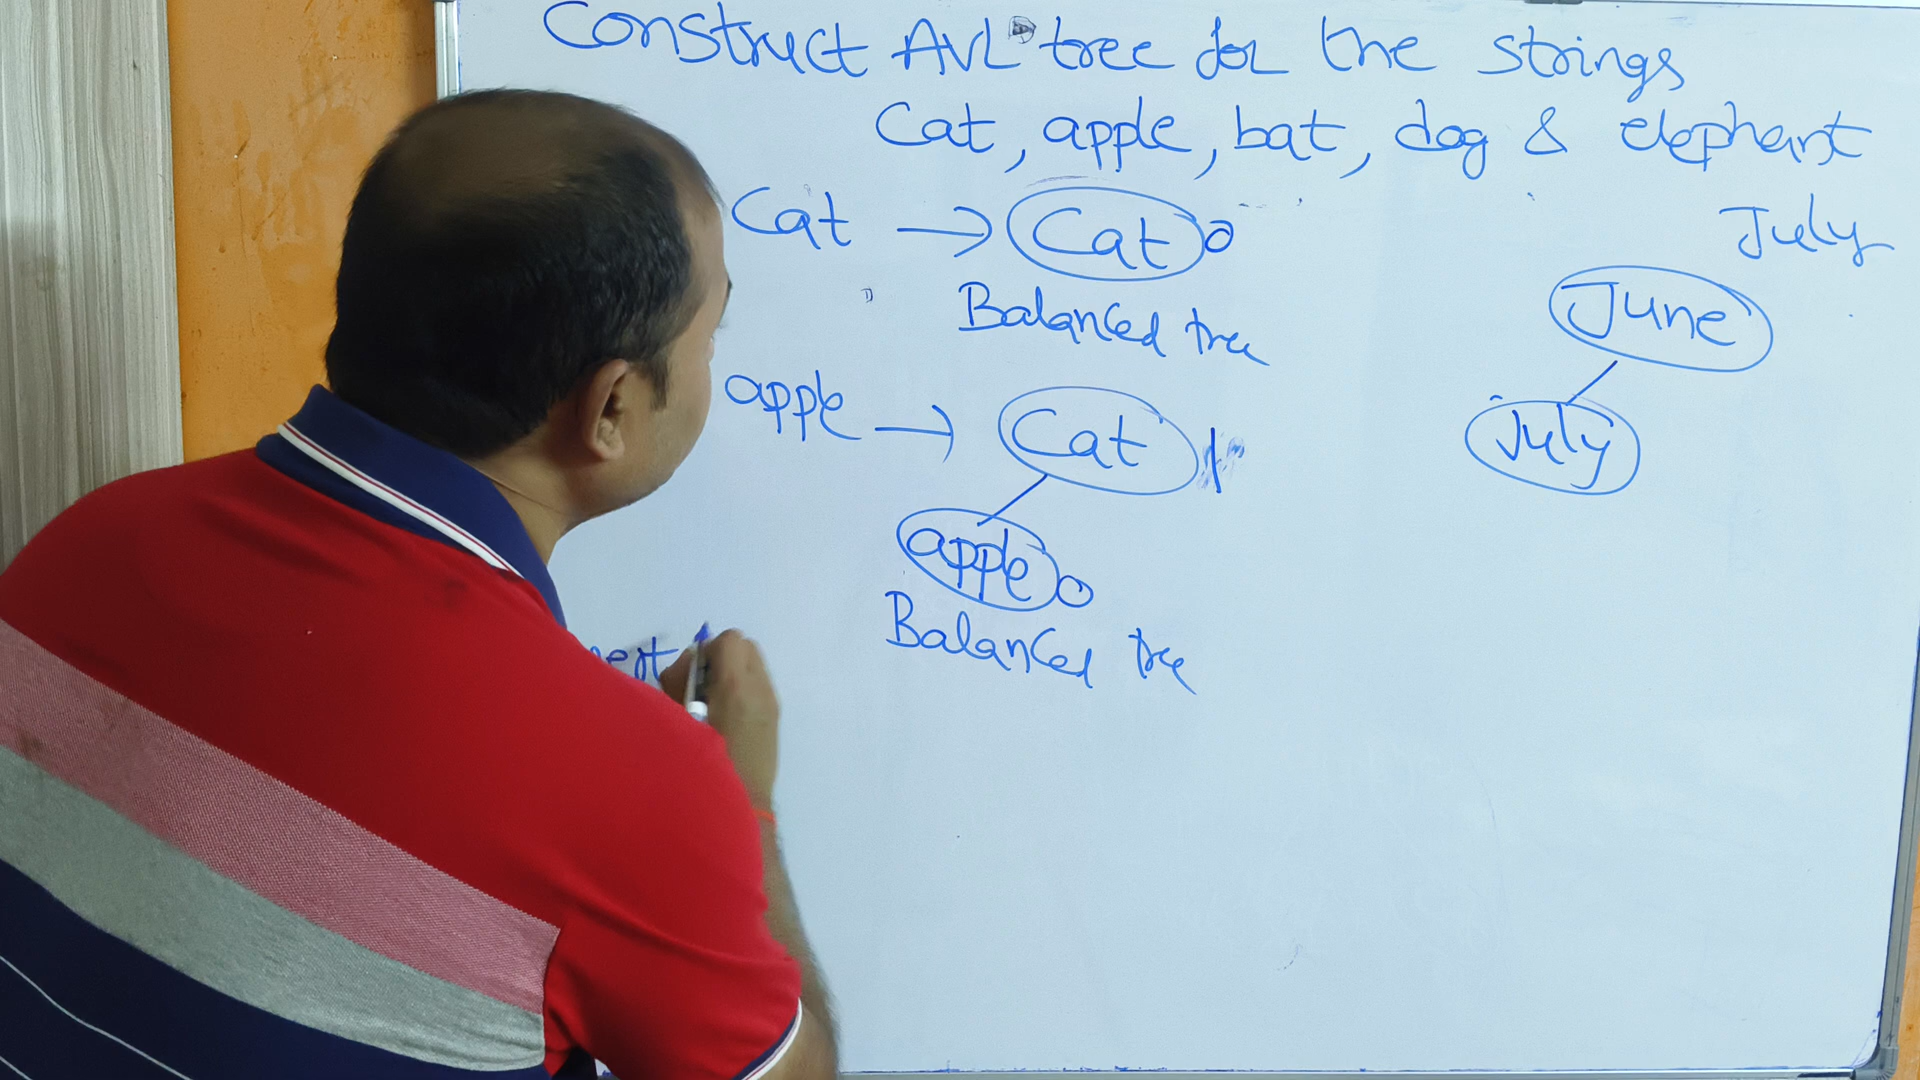 Construct AVL tree for the strings
Cat, apple, bat, dog & elephant
Cat → Cat 0
Balanced tree
apple → Cat 1
apple 0
Balanced tree
July
June
July